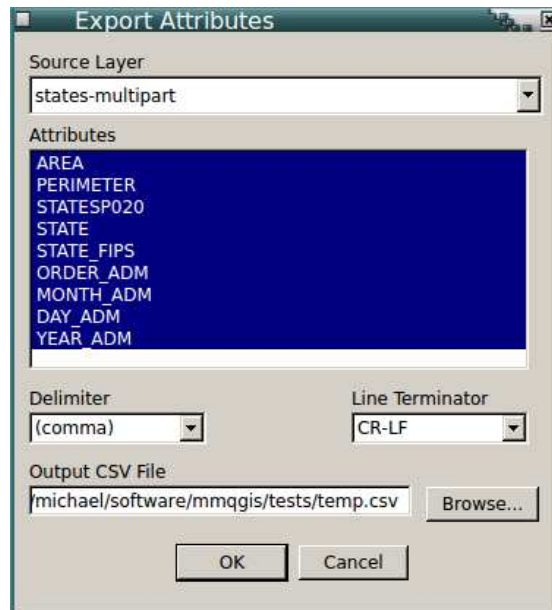 Export Attributes
Source Layer
states-multipart
Attributes
AREA
PERIMETER
STATESP020
STATE
STATE_FIPS
ORDER_ADM
MONTH_ADM
DAY_ADM
YEAR_ADM
Delimiter Line Terminator
(comma) CR-LF
Output CSV File
/michael/software/mmqgis/tests/temp.csv Browse...
OK Cancel